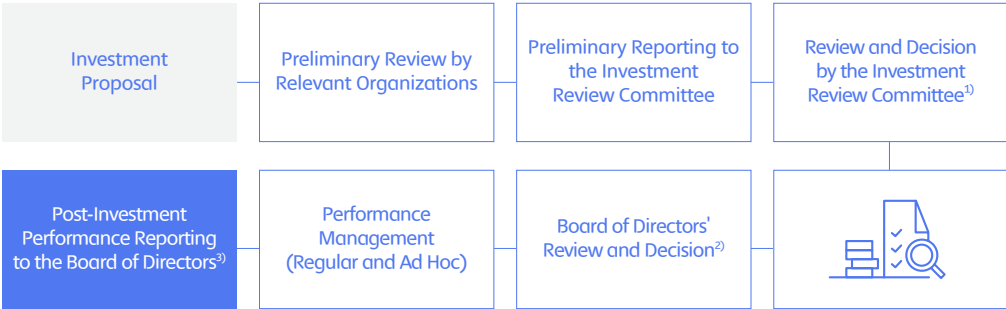 Investment
Proposal
Preliminary Review by
Relevant Organizations
Preliminary Reporting to
the Investment
Review Committee
Review and Decision
by the Investment
Review Committee1)
Post-Investment
Performance Reporting
to the Board of Directors3)
Performance
Management
(Regular and Ad Hoc)
Board of Directors'
Review and Decision2)